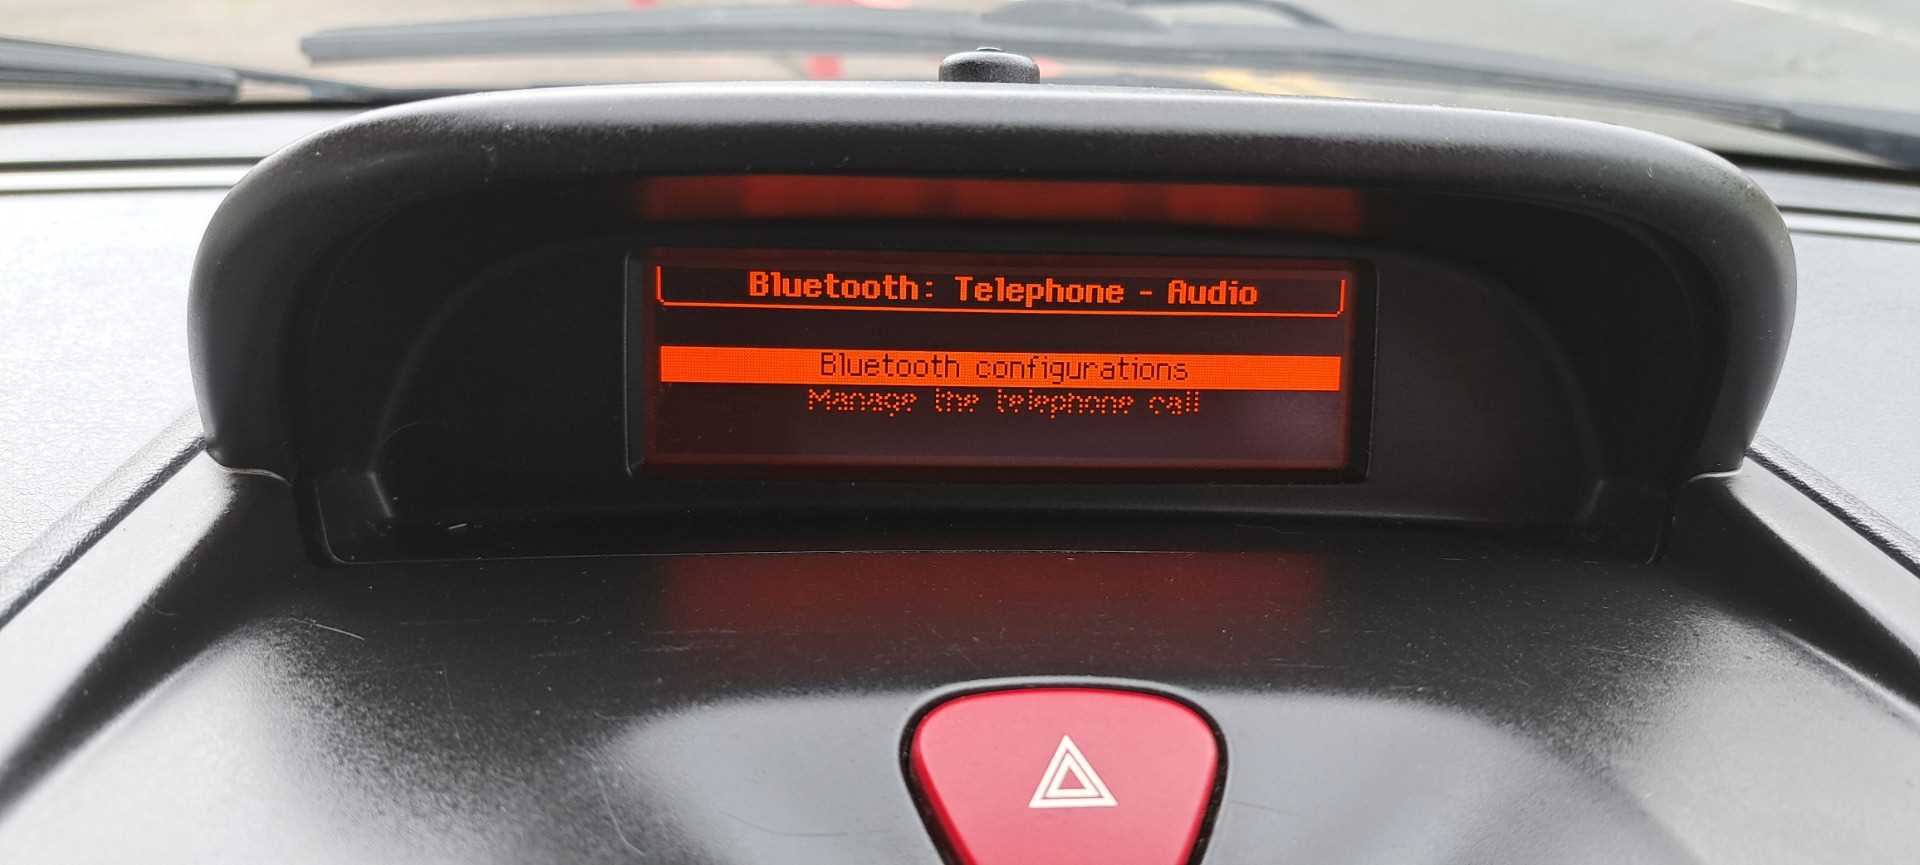 Bluetooth: Telephone - Audio
Bluetooth configurations
Manage the telephone call